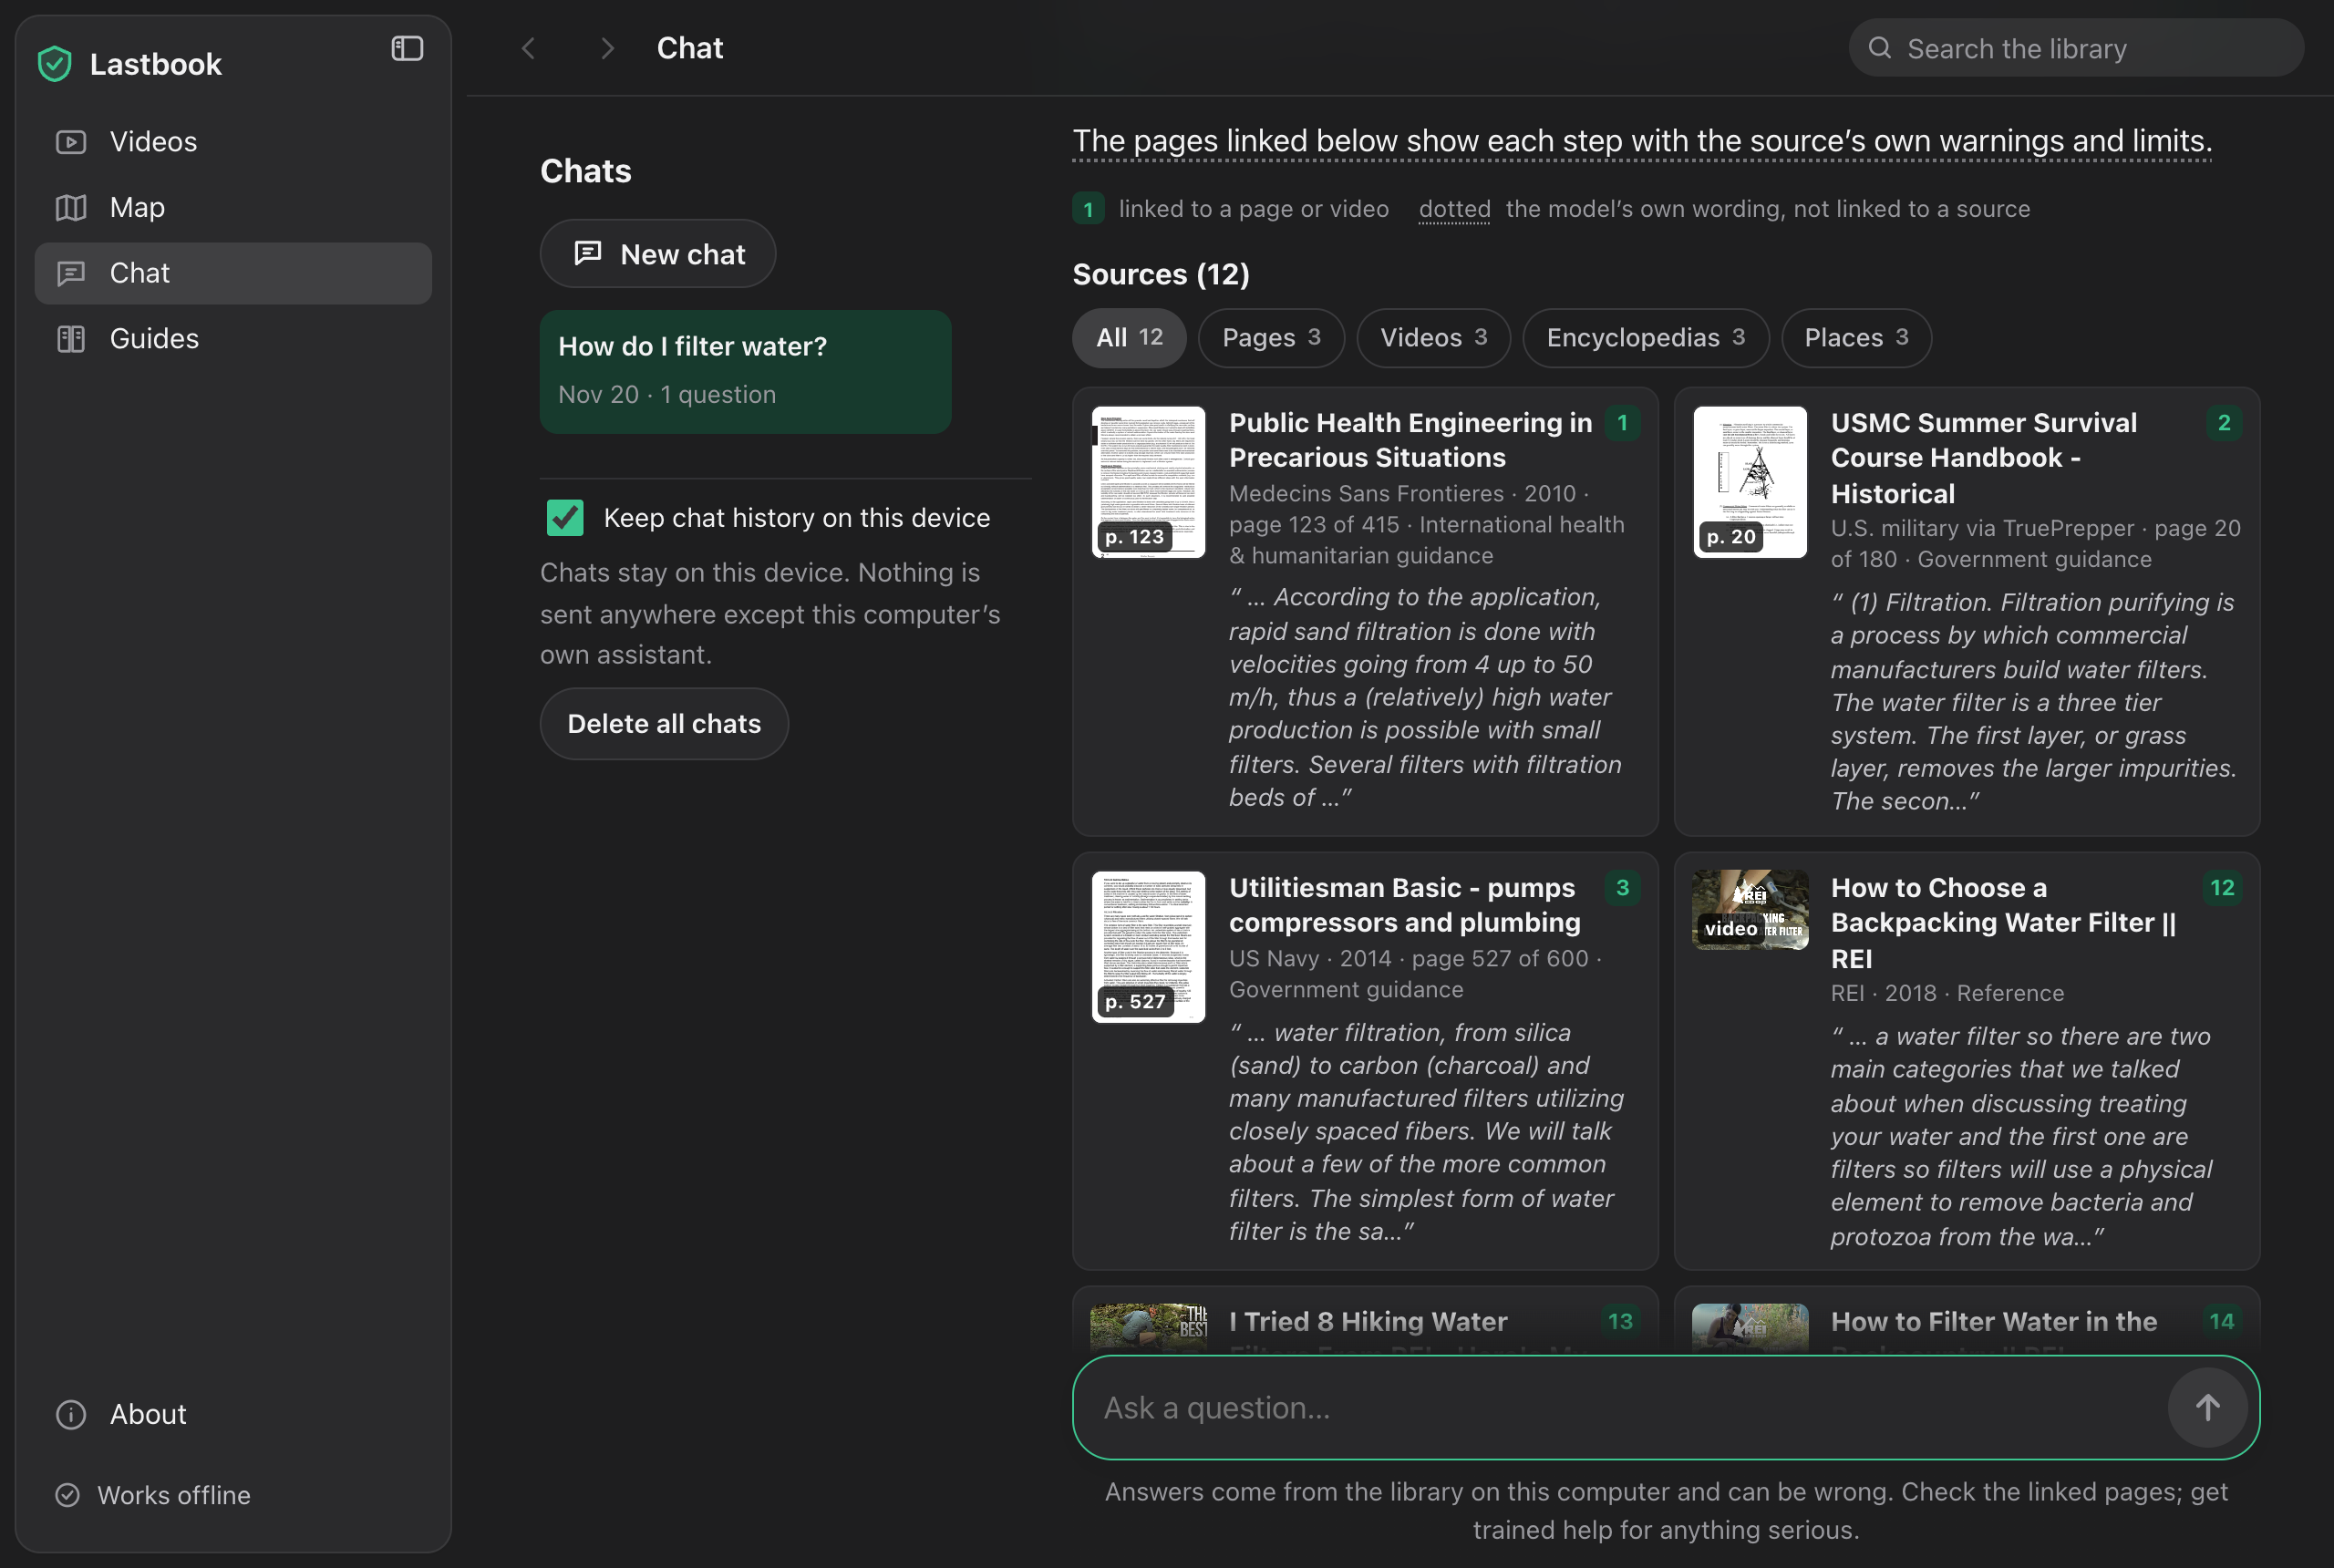 Lastbook
Videos
Map
Chat
Guides
About
Works offline
Chat
Search the library
Chats
New chat
How do I filter water?
Nov 20 · 1 question
Keep chat history on this device
Chats stay on this device. Nothing is
sent anywhere except this computer’s
own assistant.
Delete all chats
The pages linked below show each step with the source’s own warnings and limits.
1 linked to a page or video dotted the model’s own wording, not linked to a source
Sources (12)
All 12 Pages 3 Videos 3 Encyclopedias 3 Places 3
p. 123
Public Health Engineering in 1
Precarious Situations
Medecins Sans Frontieres · 2010 ·
page 123 of 415 · International health
& humanitarian guidance
“ ... According to the application,
rapid sand filtration is done with
velocities going from 4 up to 50
m/h, thus a (relatively) high water
production is possible with small
filters. Several filters with filtration
beds of ...”
p. 20
USMC Summer Survival 2
Course Handbook -
Historical
U.S. military via TruePrepper · page 20
of 180 · Government guidance
“ (1) Filtration. Filtration purifying is
a process by which commercial
manufacturers build water filters.
The water filter is a three tier
system. The first layer, or grass
layer, removes the larger impurities.
The secon...”
p. 527
Utilitiesman Basic - pumps 3
compressors and plumbing
US Navy · 2014 · page 527 of 600 ·
Government guidance
“ ... water filtration, from silica
(sand) to carbon (charcoal) and
many manufactured filters utilizing
closely spaced fibers. We will talk
about a few of the more common
filters. The simplest form of water
filter is the sa...”
REI
video
How to Choose a 12
Backpacking Water Filter ||
REI
REI · 2018 · Reference
“ ... a water filter so there are two
main categories that we talked
about when discussing treating
your water and the first one are
filters so filters will use a physical
element to remove bacteria and
protozoa from the wa...”
THE
BEST
I Tried 8 Hiking Water 13
REI
How to Filter Water in the 14
Ask a question...
Answers come from the library on this computer and can be wrong. Check the linked pages; get
trained help for anything serious.